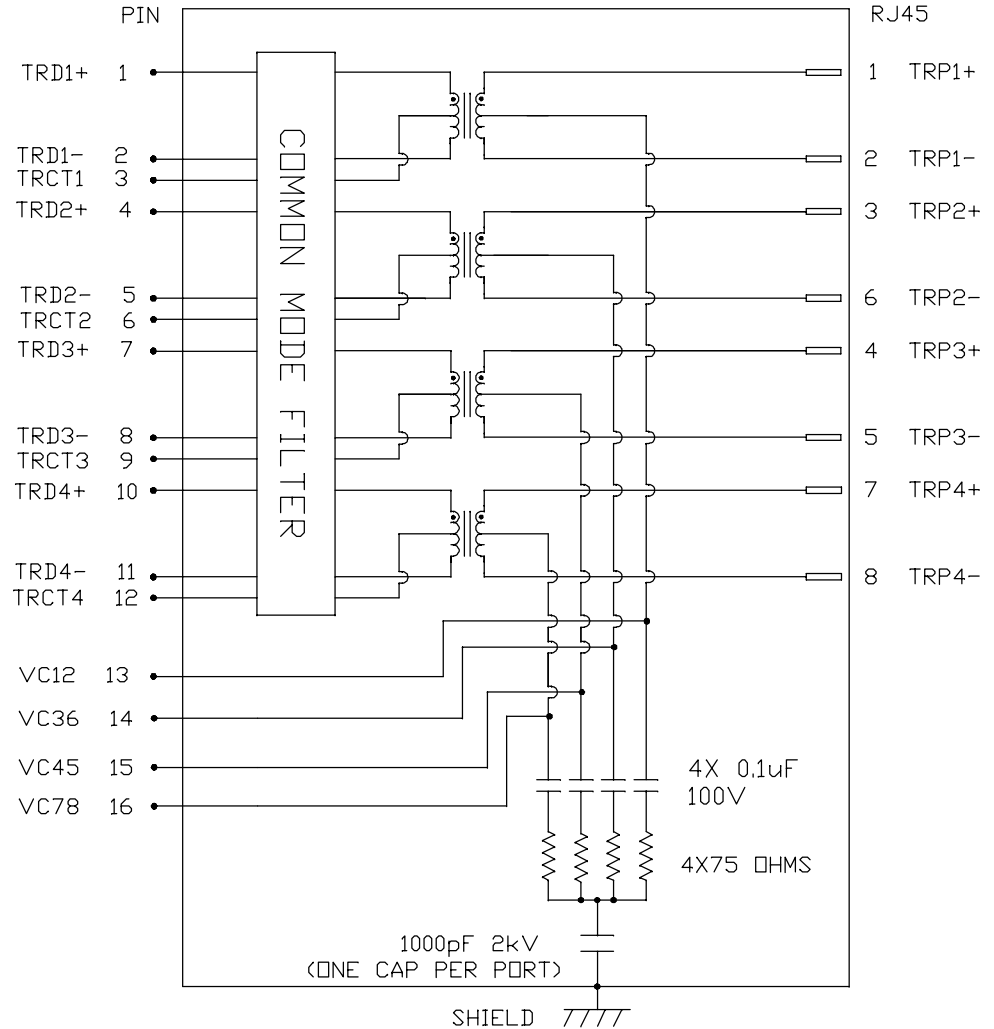 PIN RJ45
TRD1+ 1 1 TRP1+
TRD1- 2 2 TRP1-
TRCT1 3
TRD2+ 4 3 TRP2+
TRD2- 5 6 TRP2-
TRCT2 6
TRD3+ 7 4 TRP3+
TRD3- 8 5 TRP3-
TRCT3 9
TRD4+ 10 7 TRP4+
TRD4- 11 8 TRP4-
TRCT4 12
COMMON MODE FILTER
VC12 13
VC36 14
VC45 15
VC78 16
4X 0.1uF
100V
4X75 OHMS
1000pF 2kV
(ONE CAP PER PORT)
SHIELD